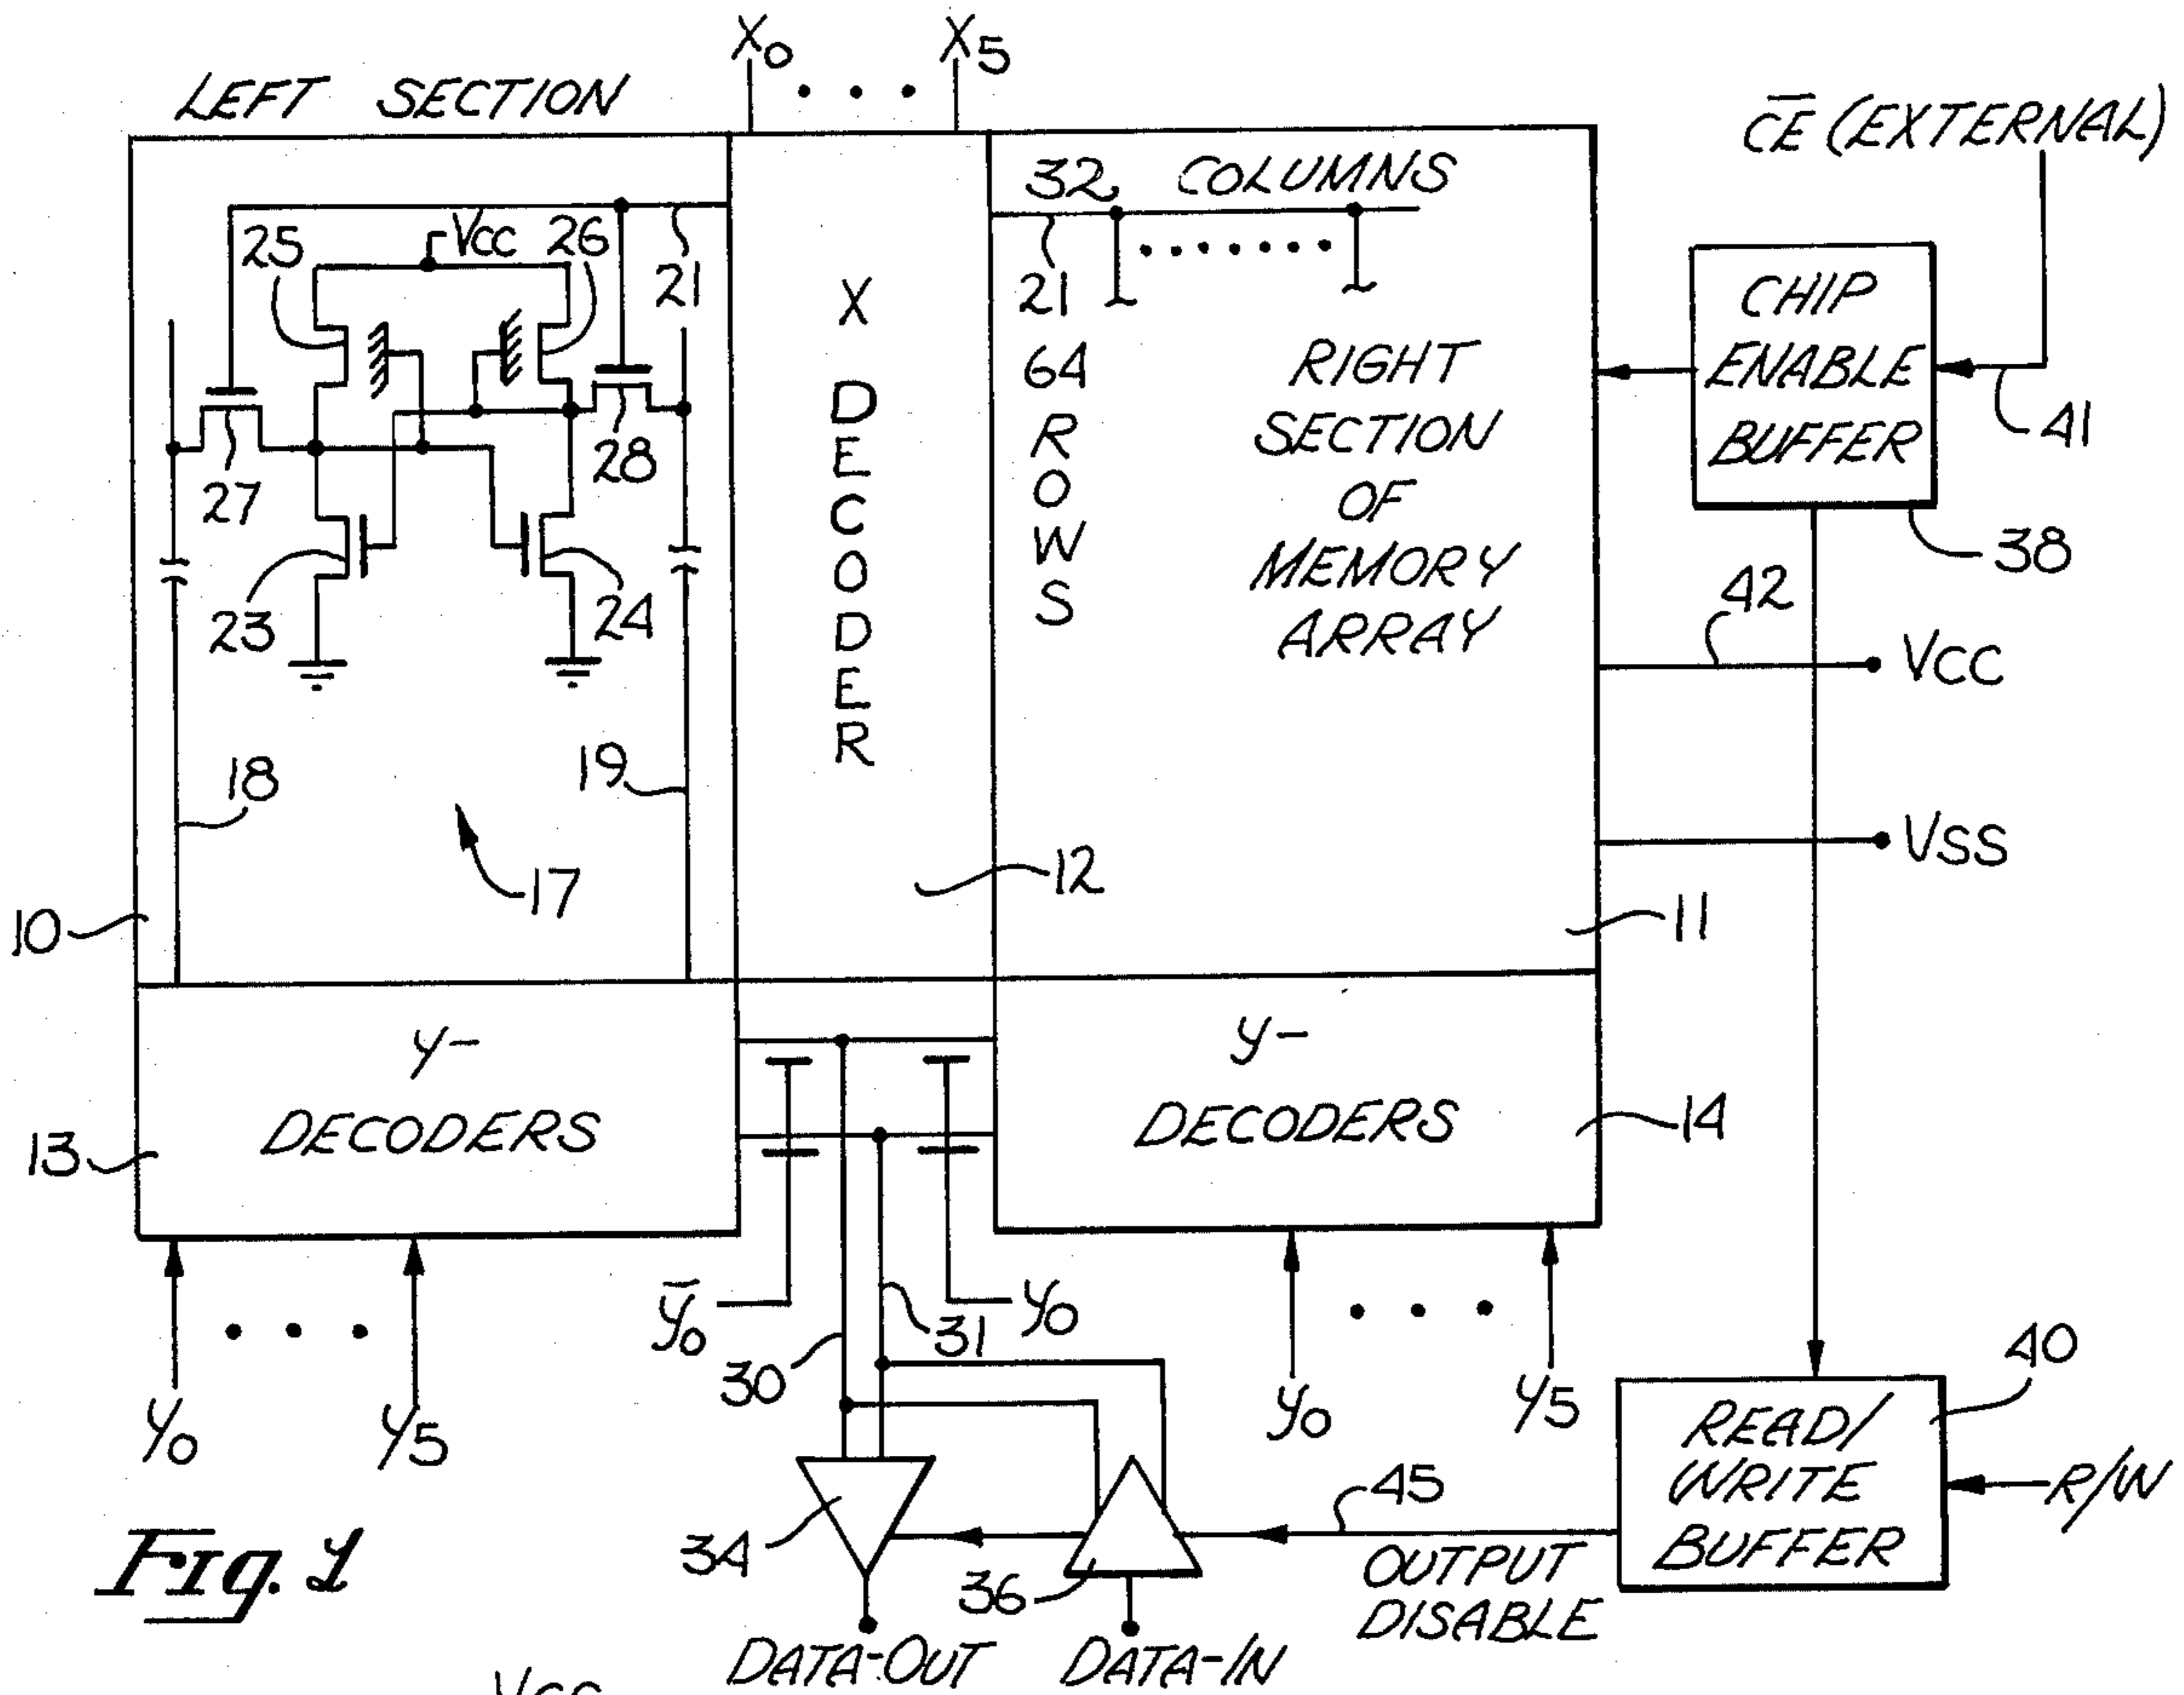 X0 . . . X5
LEFT SECTION
C̅E̅ (EXTERNAL)
32 COLUMNS
25
VCC
26
21
21
X DECODER
64 ROWS
RIGHT
SECTION
OF
MEMORY
ARRAY
CHIP
ENABLE
BUFFER
41
38
27
28
23
24
42
VCC
VSS
18
19
17
12
10
11
Y-
DECODERS
Y-
DECODERS
13
14
Y̅0
30
31
Y0
Y0 . . . Y5
Y0 . . . Y5
40
READ/
WRITE
BUFFER
R/W
45
OUTPUT
DISABLE
34
36
DATA-OUT
DATA-IN
Fig. 1
VCC